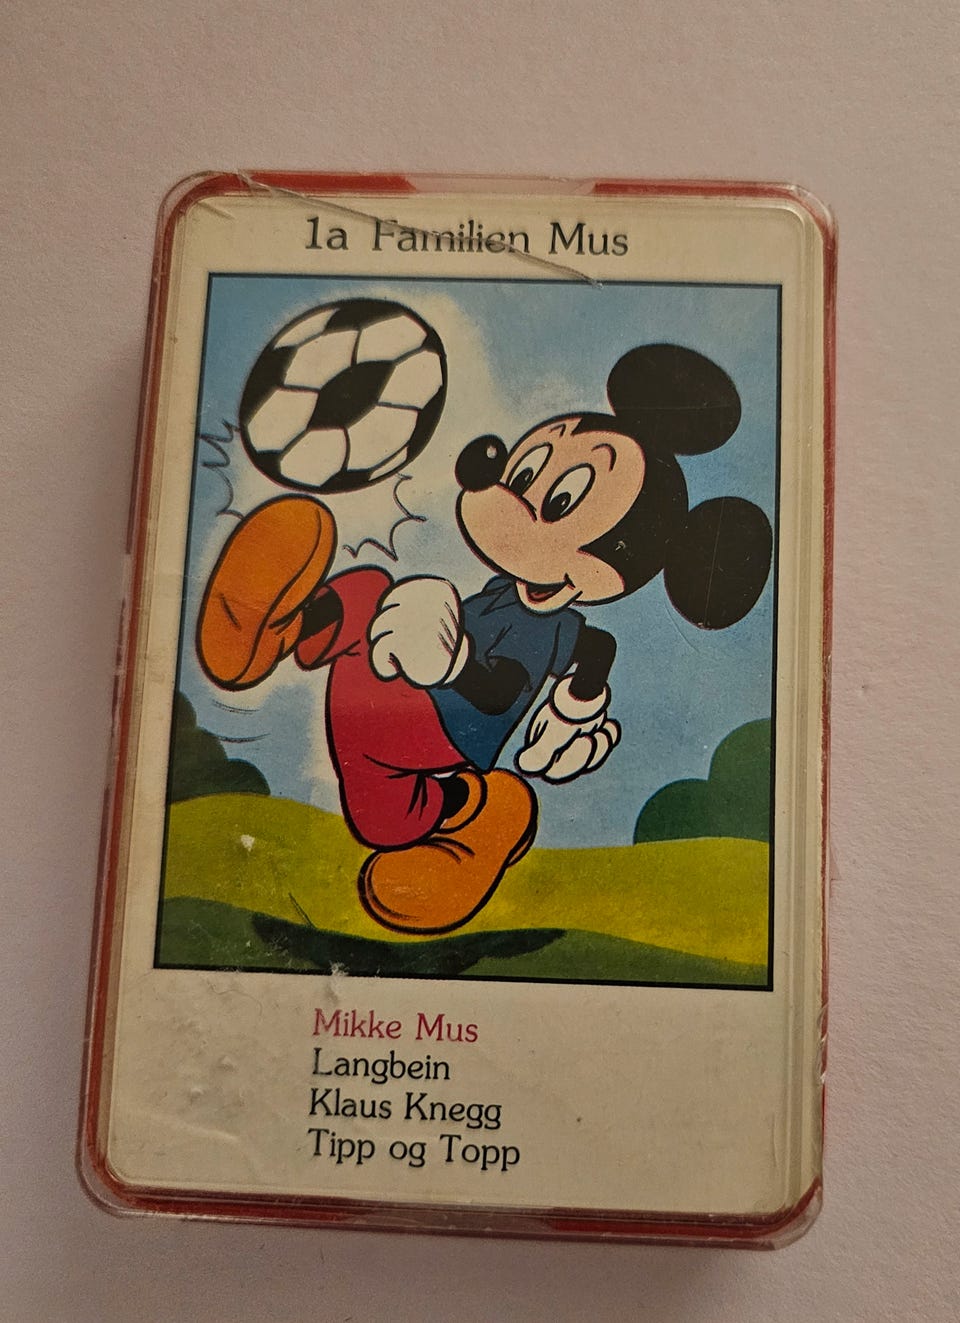 1a Familien Mus
Mikke Mus
Langbein
Klaus Knegg
Tipp og Topp